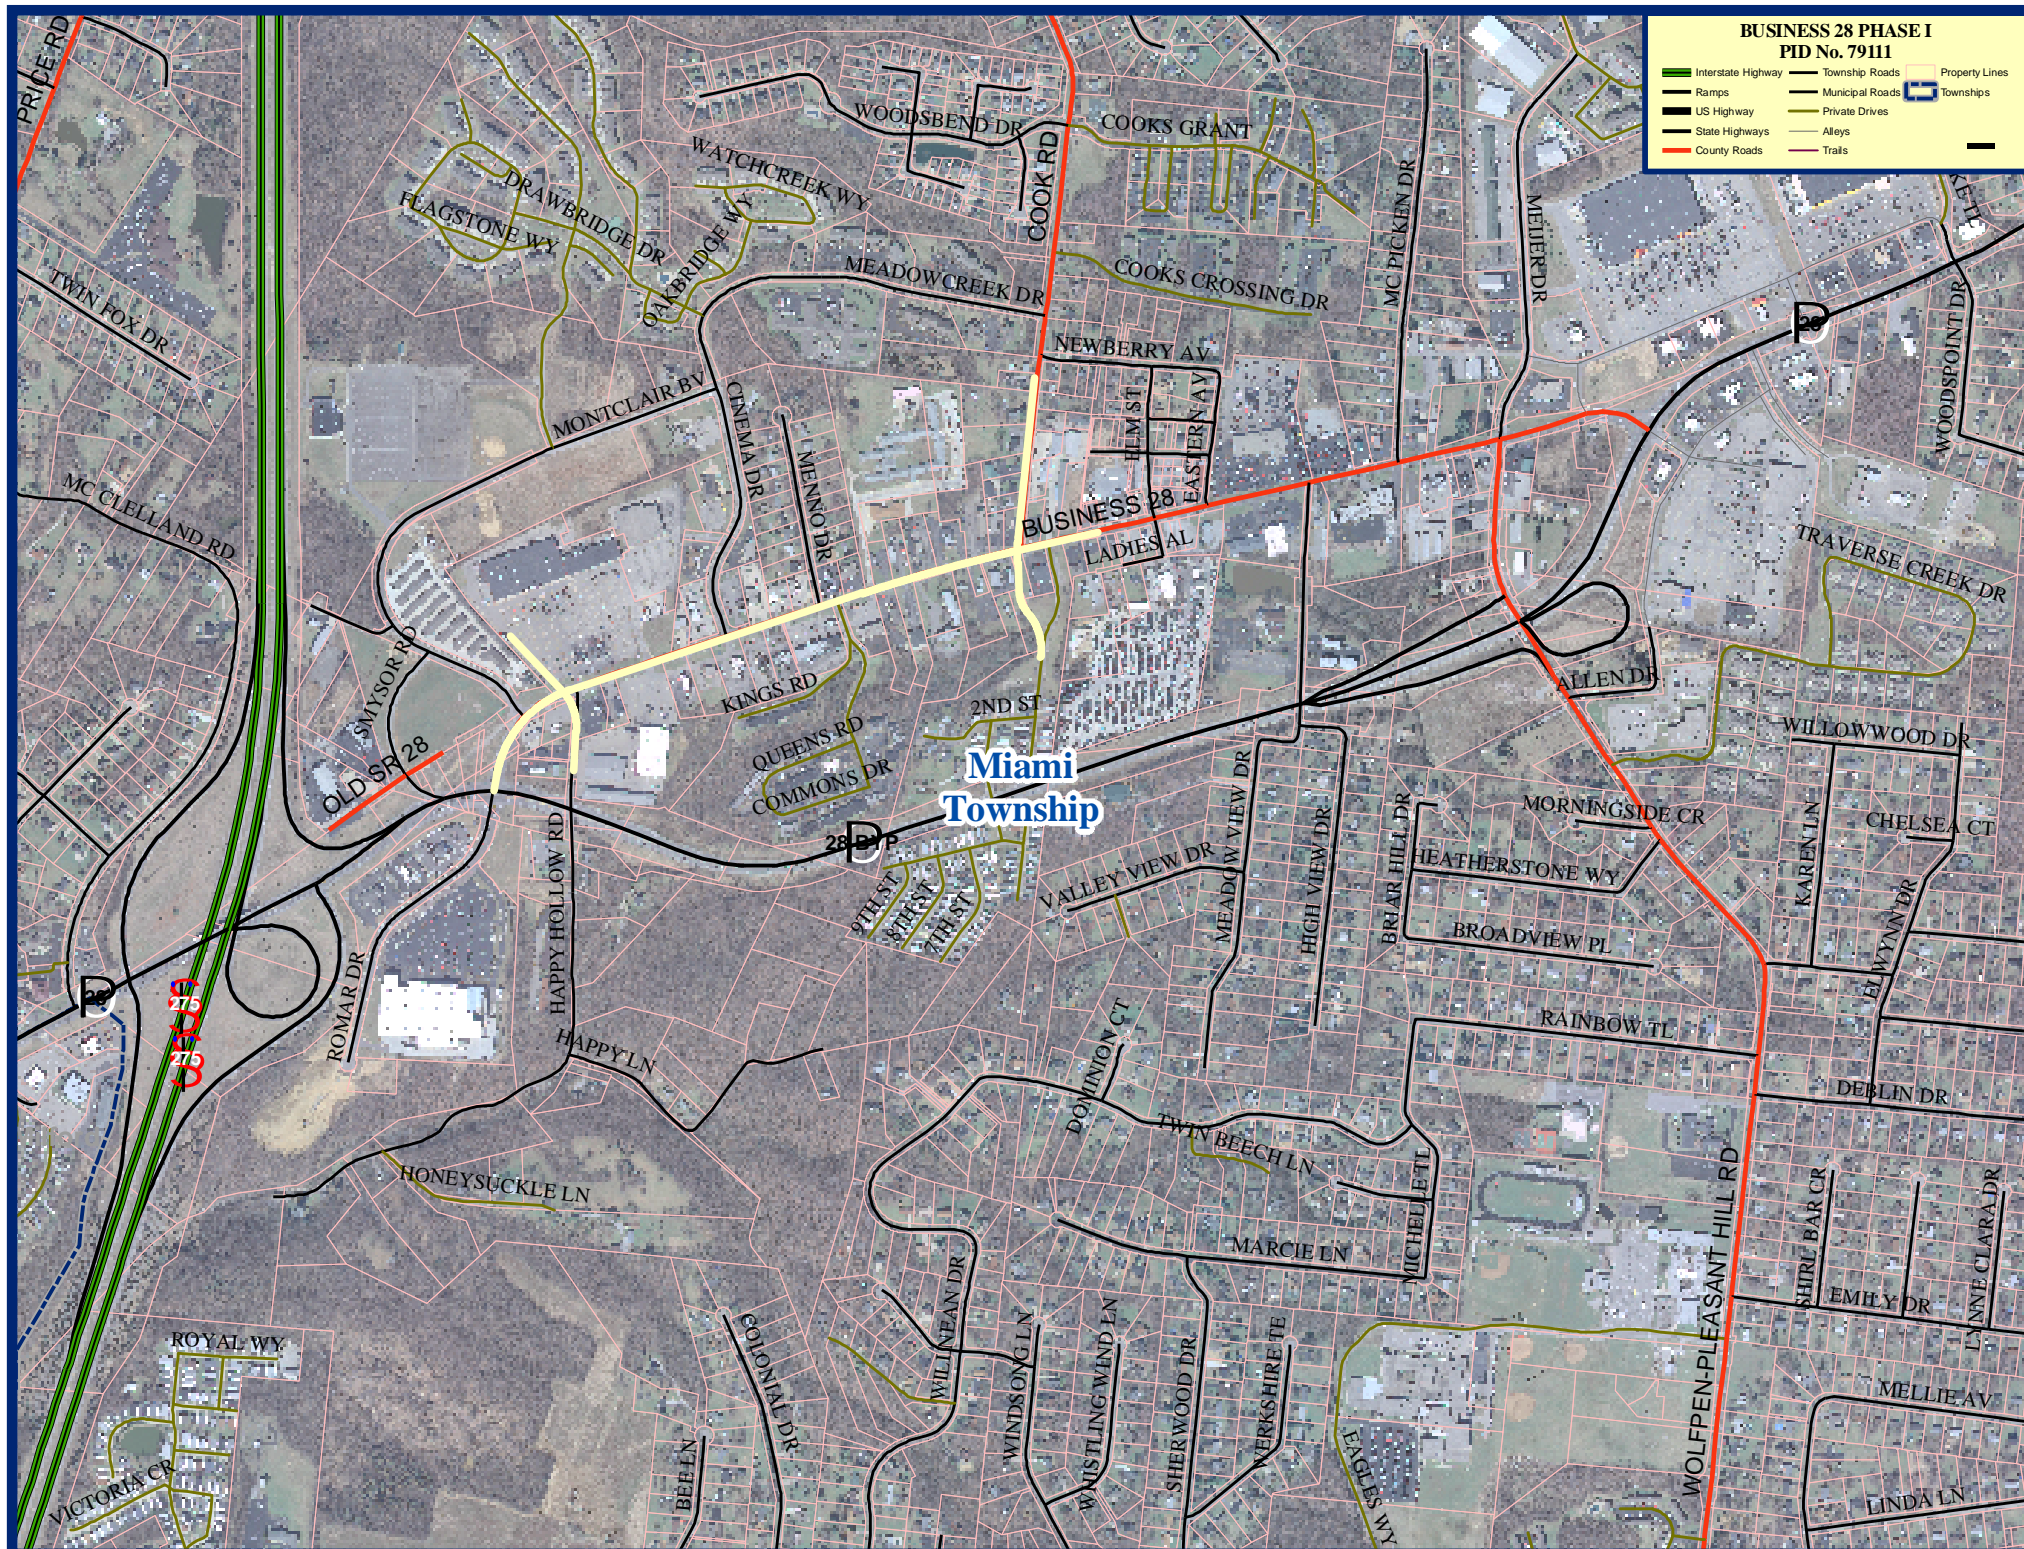 BUSINESS 28 PHASE I
PID No. 79111
Interstate Highway
Township Roads
Property Lines
Ramps
Municipal Roads
Townships
US Highway
Private Drives
State Highways
Alleys
County Roads
Trails
PRICE RD
WOODSBEND DR
COOKS GRANT
WATCHCREEK WY
COOK RD
DRAWBRIDGE DR
FLAGSTONE WY
OAKBRIDGE WY
MC PICKEN DR
MEIER DR
MEADOWCREEK DR
COOKS CROSSING DR
TWIN FOX DR
WOODSPOINT DR
28
NEWBERRY AV
MONTCLAIR BV
CINEMA DR
MENNO DR
EASTERN AV
MC CLELLAND RD
BUSINESS 28
LADIES AL
TRAVERSE CREEK DR
SMYSOR RD
KINGS RD
ALLEN DR
2ND ST
OLD SR 28
QUEENS RD
COMMONS DR
WILLOWWOOD DR
Miami
Township
28 BYP
MEADOW VIEW DR
HIGH VIEW DR
BRIAR HILL DR
MORNINGSIDE CR
KAREN LN
CHELSEA CT
HAPPY HOLLOW RD
VALLEY VIEW DR
HEATHERSTONE WY
9TH ST
8TH ST
7TH ST
BROADVIEW PL
ELWYNN DR
ROMAR DR
28
275
275
HAPPY LN
DOMINION CT
RAINBOW TL
DEBLIN DR
TWIN BEECH LN
HONEYSUCKLE LN
MICHELLE TL
MARCIE LN
WOLFPEN-PLEASANT HILL RD
SHIRL BAR CR
LYNNE CLARA DR
EMILY DR
ROYAL WY
COLONIAL DR
WILLNEAN DR
WINDSONG LN
WHISTLING WIND LN
SHERWOOD DR
WERKSHIRE TE
MELLIE AV
BEE LN
EAGLES WY
VICTORIA CR
LINDA LN